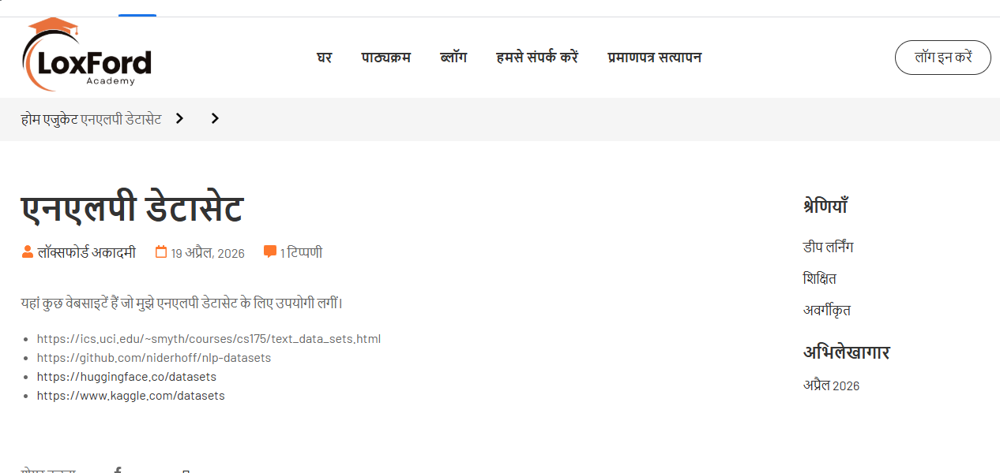 LoxFord
Academy
घर पाठ्यक्रम ब्लॉग हमसे संपर्क करें प्रमाणपत्र सत्यापन
लॉग इन करें
होम एजुकेट एनएलपी डेटासेट
एनएलपी डेटासेट
लॉक्सफोर्ड अकादमी 19 अप्रैल, 2026 1 टिप्पणी
यहां कुछ वेबसाइटें हैं जो मुझे एनएलपी डेटासेट के लिए उपयोगी लगीं।
https://ics.uci.edu/~smyth/courses/cs175/text_data_sets.html
https://github.com/niderhoff/nlp-datasets
https://huggingface.co/datasets
https://www.kaggle.com/datasets
श्रेणियाँ
डीप लर्निंग
शिक्षित
अवर्गीकृत
अभिलेखागार
अप्रैल 2026